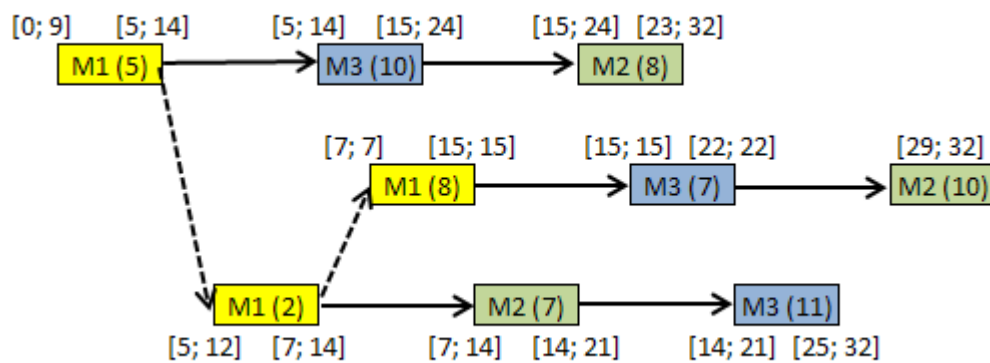 [0; 9] [5; 14] [5; 14] [15; 24] [15; 24] [23; 32]
M1 (5) M3 (10) M2 (8)
[7; 7] [15; 15] [15; 15] [22; 22] [29; 32]
M1 (8) M3 (7) M2 (10)
M1 (2) M2 (7) M3 (11)
[5; 12] [7; 14] [7; 14] [14; 21] [14; 21] [25; 32]